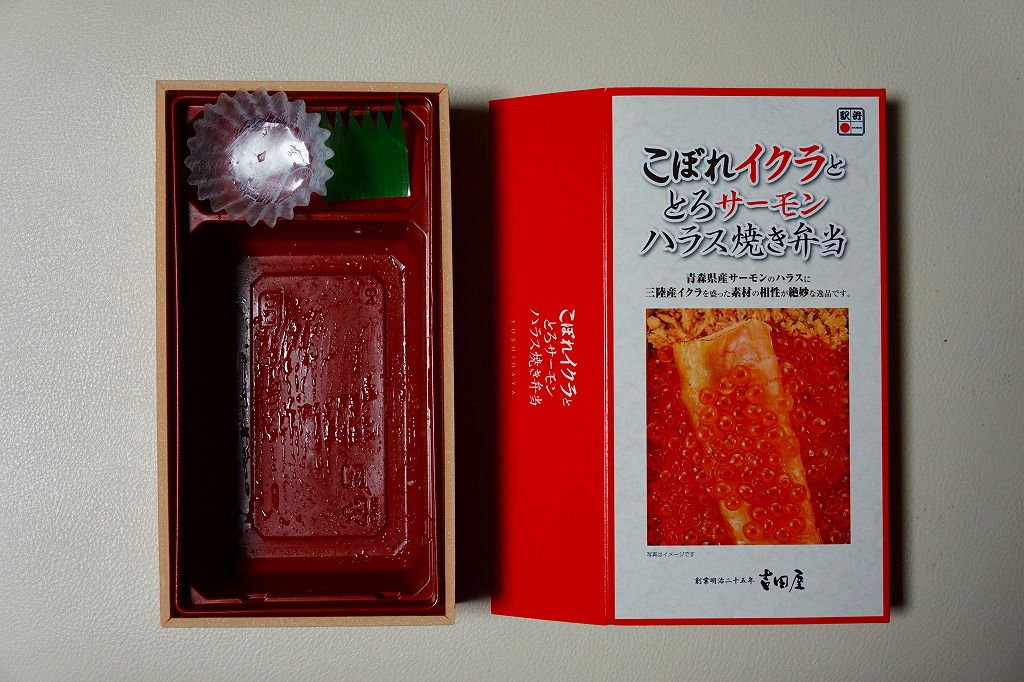 こぼれイクラと
とろサーモン
ハラス焼き弁当
YOSHIDAYA
駅弁
こぼれイクラと
とろサーモン
ハラス焼き弁当
青森県産サーモンのハラスに
三陸産イクラを盛った素材の相性が絶妙な逸品です。
写真はイメージです
創業明治二十五年 吉田屋